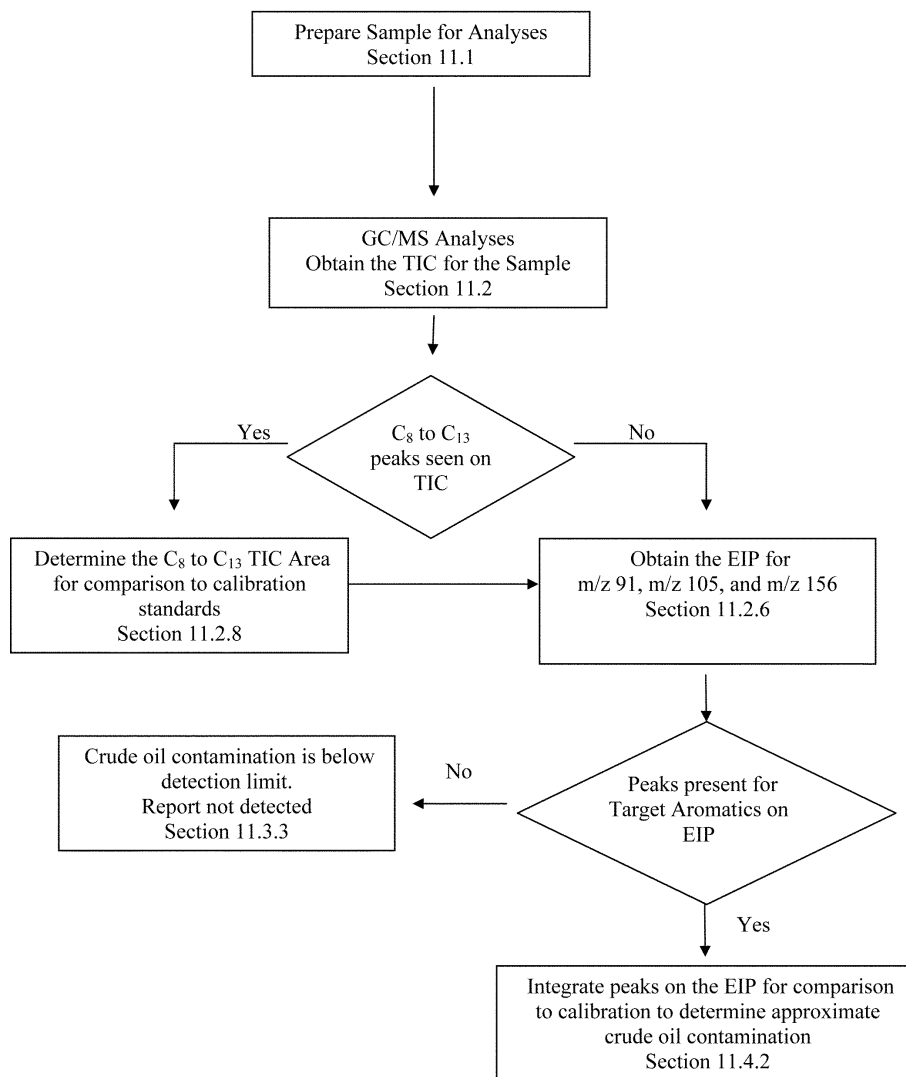 Prepare Sample for Analyses
Section 11.1
GC/MS Analyses
Obtain the TIC for the Sample
Section 11.2
C₈ to C₁₃
peaks seen on
TIC
Yes
No
Determine the C₈ to C₁₃ TIC Area
for comparison to calibration
standards
Section 11.2.8
Obtain the EIP for
m/z 91, m/z 105, and m/z 156
Section 11.2.6
Peaks present for
Target Aromatics on
EIP
No
Crude oil contamination is below
detection limit.
Report not detected
Section 11.3.3
Yes
Integrate peaks on the EIP for comparison
to calibration to determine approximate
crude oil contamination
Section 11.4.2